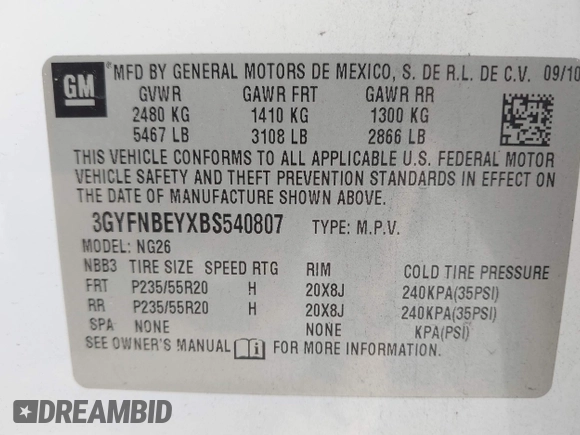 GM
MFD BY GENERAL MOTORS DE MEXICO, S. DE R.L. DE C.V. 09/10
GVWR GAWR FRT GAWR RR
2480 KG 1410 KG 1300 KG
5467 LB 3108 LB 2866 LB
THIS VEHICLE CONFORMS TO ALL APPLICABLE U.S. FEDERAL MOTOR
VEHICLE SAFETY AND THEFT PREVENTION STANDARDS IN EFFECT ON
THE DATE OF MANUFACTURE SHOWN ABOVE.
3GYFNBEYXBS540807 TYPE: M.P.V.
MODEL: NG26
NBB3 TIRE SIZE SPEED RTG RIM COLD TIRE PRESSURE
FRT P235/55R20 H 20X8J 240KPA(35PSI)
RR P235/55R20 H 20X8J 240KPA(35PSI)
SPA NONE NONE KPA(PSI)
SEE OWNER'S MANUAL FOR MORE INFORMATION.
DREAMBID